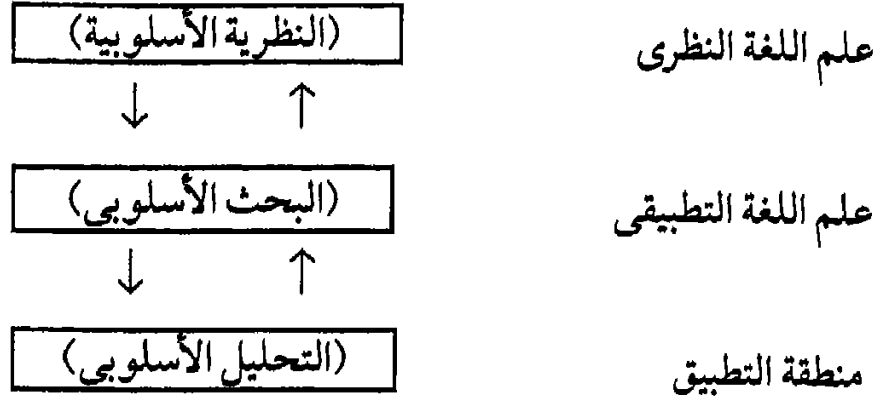 علم اللغة النظرى (النظرية الأسلوبية)
↓ ↑
علم اللغة التطبيقى (البحث الأسلوبى)
↓ ↑
منطقة التطبيق (التحليل الأسلوبى)